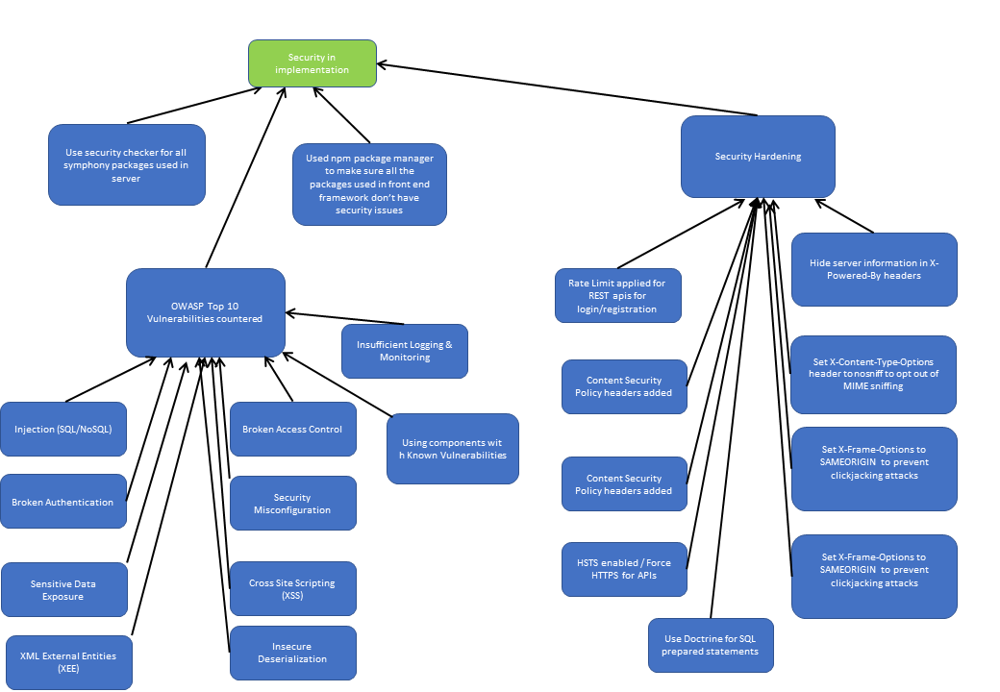 Security in
implementation
Use security checker for all
symphony packages used in
server
Used npm package manager
to make sure all the
packages used in front end
framework don't have
security issues
Security Hardening
OWASP Top 10
Vulnerabilities countered
Insufficient Logging &
Monitoring
Injection (SQL/NoSQL)
Broken Access Control
Using components wit
h Known Vulnerabilities
Broken Authentication
Security
Misconfiguration
Sensitive Data
Exposure
Cross Site Scripting
(XSS)
XML External Entities
(XEE)
Insecure
Deserialization
Rate Limit applied for
REST apis for
login/registration
Hide server information in X-
Powered-By headers
Content Security
Policy headers added
Set X-Content-Type-Options
header to nosniff to opt out of
MIME sniffing
Content Security
Policy headers added
Set X-Frame-Options to
SAMEORIGIN to prevent
clickjacking attacks
HSTS enabled / Force
HTTPS for APIs
Set X-Frame-Options to
SAMEORIGIN to prevent
clickjacking attacks
Use Doctrine for SQL
prepared statements